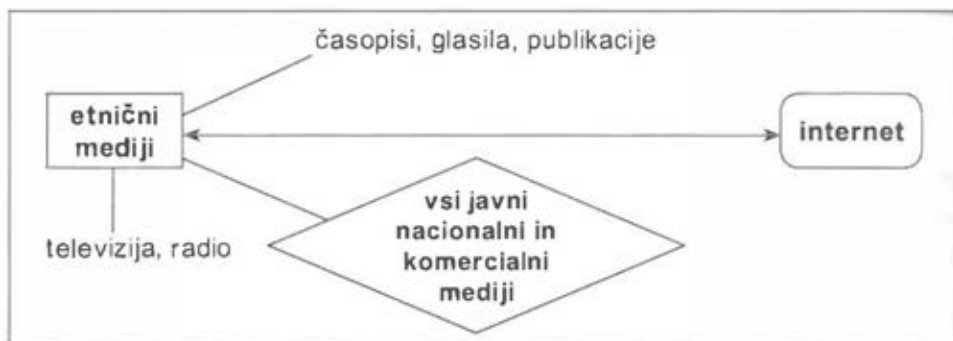 časopisi, glasila, publikacije
etnični
mediji
internet
vsi javni
nacionalni in
komercialni
mediji
televizija, radio